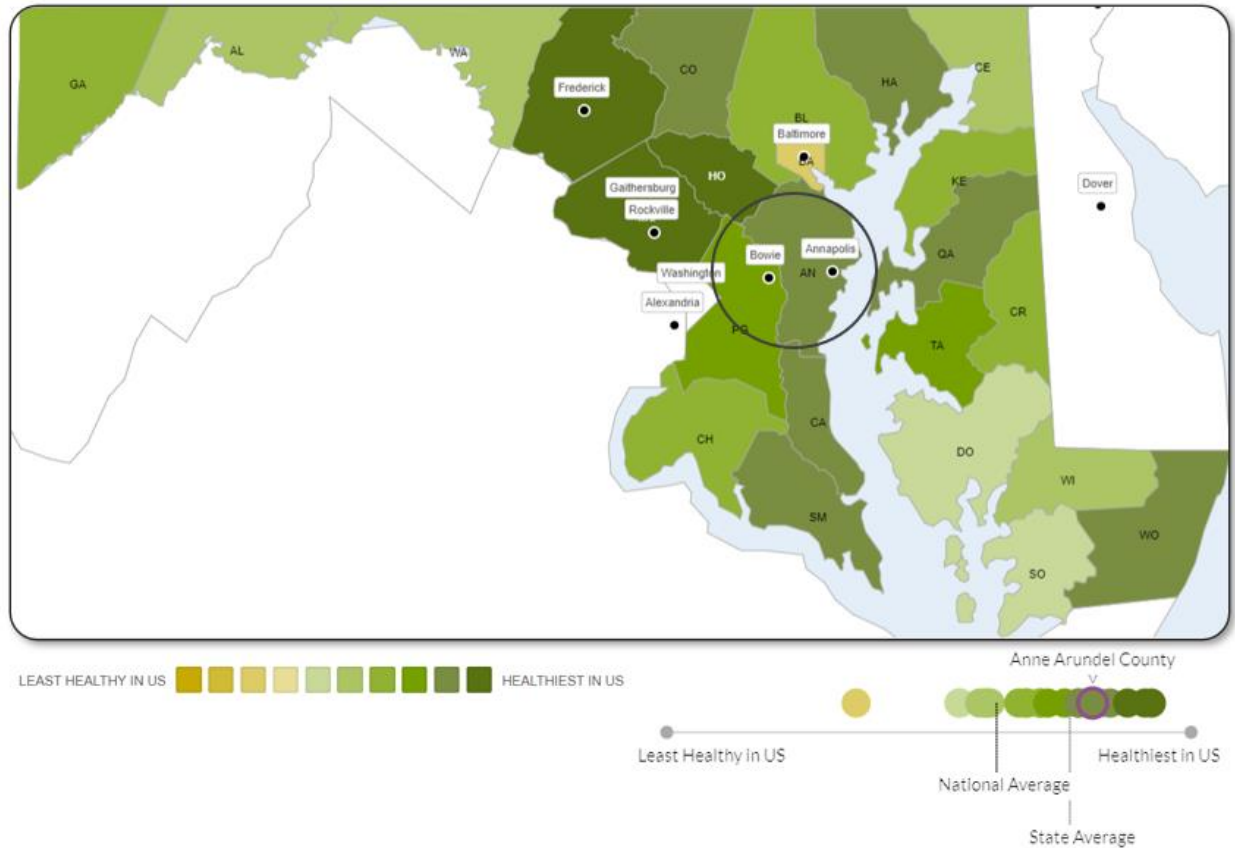 GA
AL
WA
Frederick
CO
BL
HA
CE
Baltimore
BA
HO
Gaithersburg
Rockville
KE
Dover
Bowie
Annapolis
AN
QA
Washington
Alexandria
PG
CR
TA
CH
CA
DO
WI
SM
WO
SO
LEAST HEALTHY IN US
HEALTHIEST IN US
Anne Arundel County
Least Healthy in US
Healthiest in US
National Average
State Average